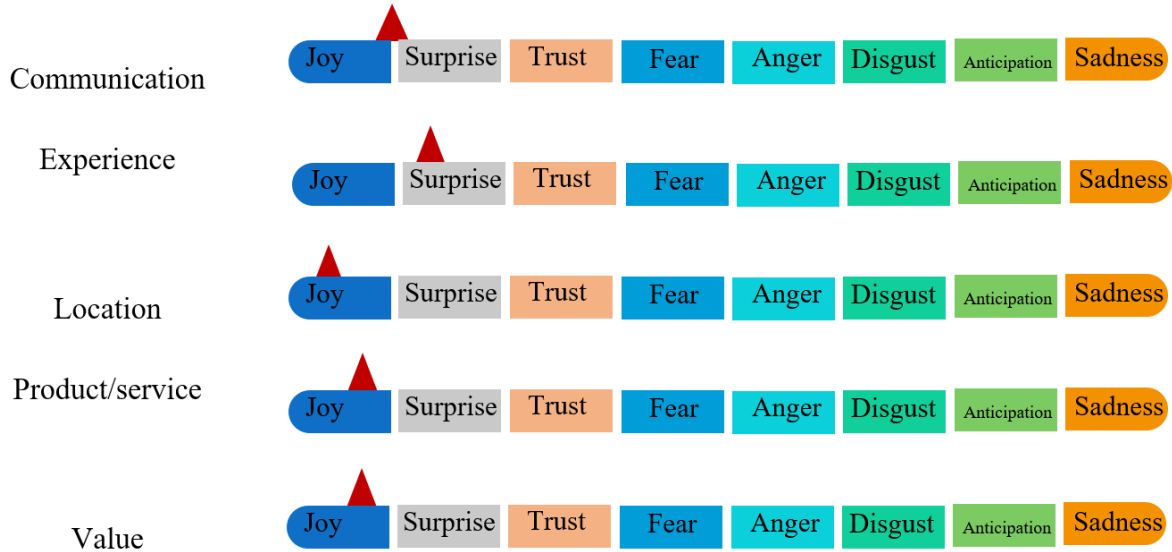 Communication
Joy Surprise Trust Fear Anger Disgust Anticipation Sadness
Experience
Joy Surprise Trust Fear Anger Disgust Anticipation Sadness
Location
Joy Surprise Trust Fear Anger Disgust Anticipation Sadness
Product/service
Joy Surprise Trust Fear Anger Disgust Anticipation Sadness
Value
Joy Surprise Trust Fear Anger Disgust Anticipation Sadness